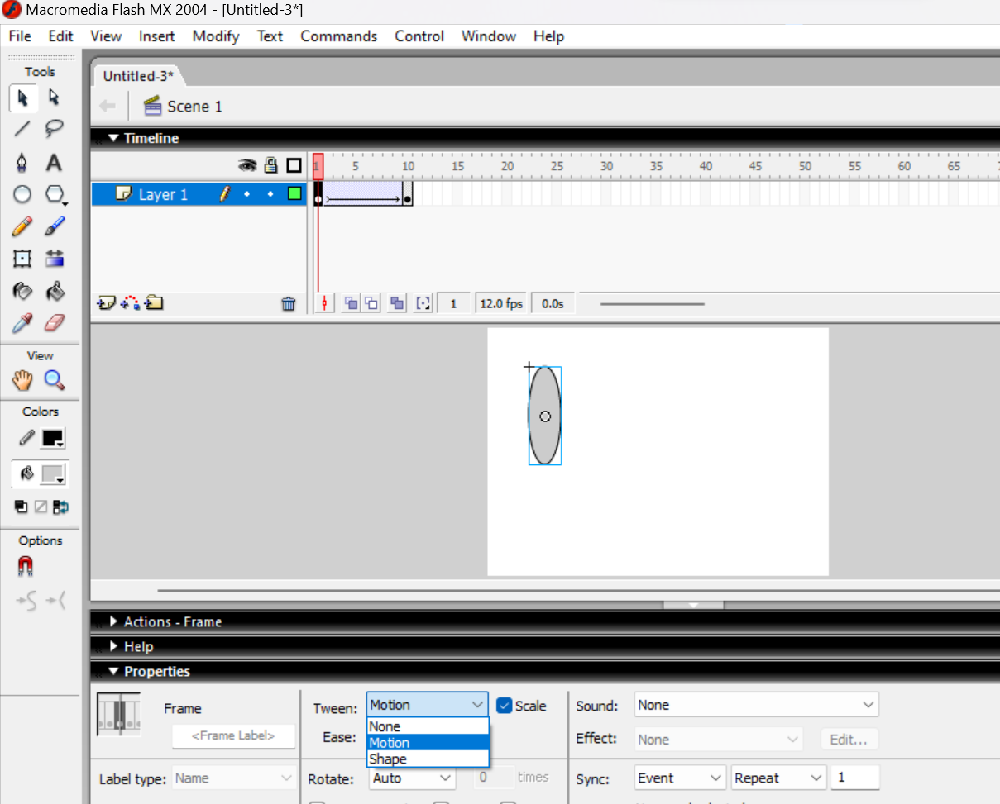 Macromedia Flash MX 2004 - [Untitled-3*]
File Edit View Insert Modify Text Commands Control Window Help
Tools
Untitled-3*
Scene 1
Timeline
1 5 10 15 20 25 30 35 40 45 50 55 60 65
Layer 1
1 12.0 fps 0.0s
View
Colors
Options
Actions - Frame
Help
Properties
Frame
<Frame Label>
Label type: Name
Tween: Motion Scale
None
Motion
Shape
Ease:
Rotate: Auto 0 times
Sound: None
Effect: None Edit...
Sync: Event Repeat 1